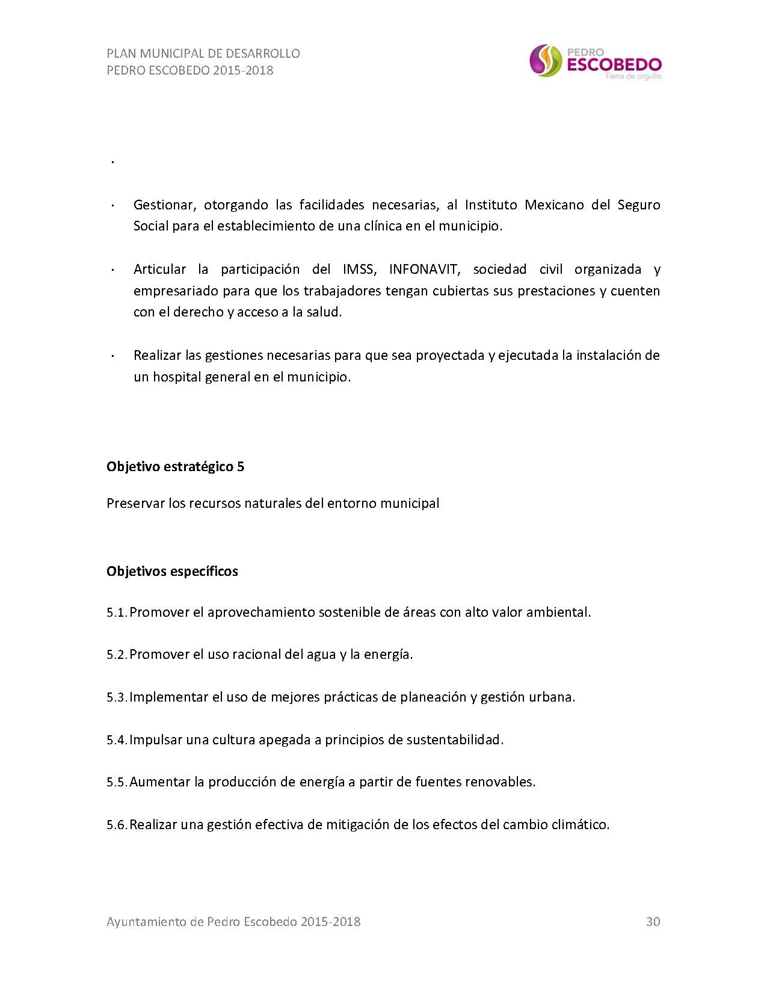 PLAN MUNICIPAL DE DESARROLLO
PEDRO ESCOBEDO 2015-2018
PEDRO
ESCOBEDO
Tierra de orgullo
·
· Gestionar, otorgando las facilidades necesarias, al Instituto Mexicano del Seguro
Social para el establecimiento de una clínica en el municipio.
· Articular la participación del IMSS, INFONAVIT, sociedad civil organizada y
empresariado para que los trabajadores tengan cubiertas sus prestaciones y cuenten
con el derecho y acceso a la salud.
· Realizar las gestiones necesarias para que sea proyectada y ejecutada la instalación de
un hospital general en el municipio.
Objetivo estratégico 5
Preservar los recursos naturales del entorno municipal
Objetivos específicos
5.1. Promover el aprovechamiento sostenible de áreas con alto valor ambiental.
5.2. Promover el uso racional del agua y la energía.
5.3. Implementar el uso de mejores prácticas de planeación y gestión urbana.
5.4. Impulsar una cultura apegada a principios de sustentabilidad.
5.5. Aumentar la producción de energía a partir de fuentes renovables.
5.6. Realizar una gestión efectiva de mitigación de los efectos del cambio climático.
Ayuntamiento de Pedro Escobedo 2015-2018 30